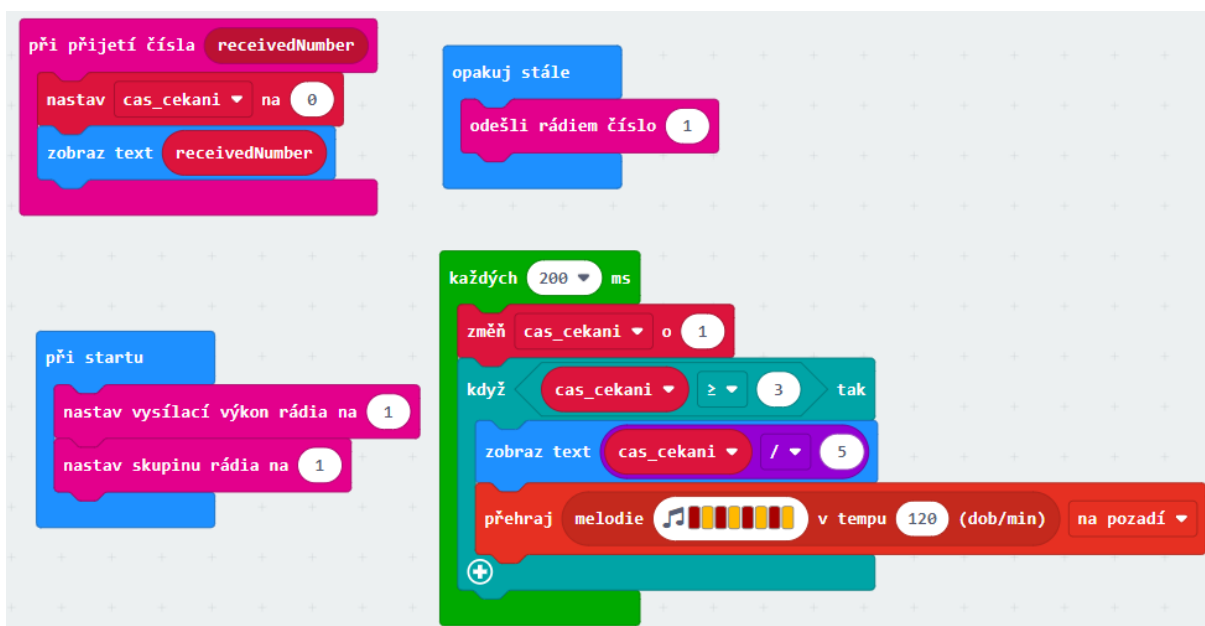 při přijetí čísla receivedNumber
nastav cas_cekani na 0
zobraz text receivedNumber
opakuj stále
odešli rádiem číslo 1
při startu
nastav vysílací výkon rádia na 1
nastav skupinu rádia na 1
každých 200 ms
změň cas_cekani o 1
když cas_cekani ≥ 3 tak
zobraz text cas_cekani / 5
přehraj melodie v tempu 120 (dob/min) na pozadí